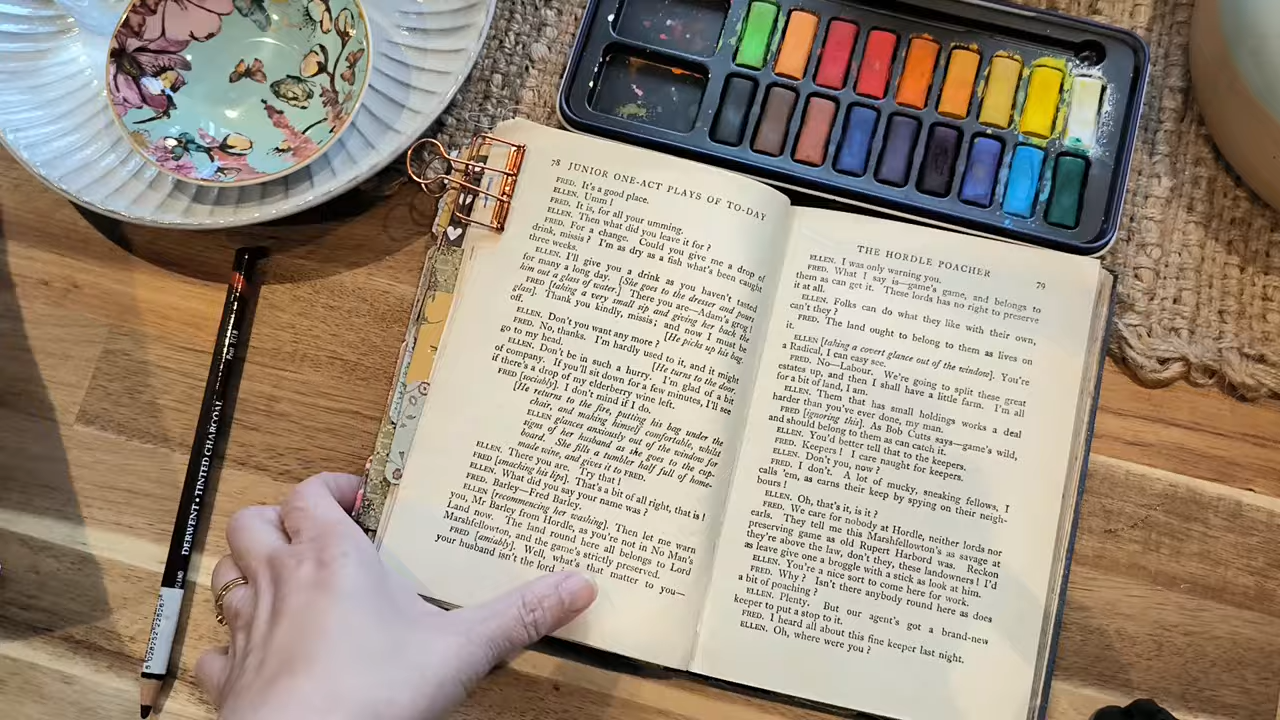 78 JUNIOR ONE-ACT PLAYS OF TO-DAY
FRED. It's a good place.
ELLEN. Umm!
FRED. It is, for all your umming.
ELLEN. Then what did you leave it for?
FRED. For a change. Could you give me a drop of
drink, missis? I'm as dry as a fish what's been caught
three weeks.
ELLEN. I'll give you a drink as you haven't tasted
for many a long day. [She goes to the dresser and pours
him out a glass of water.] There you are—Adam's grog!
FRED [taking a very small sip and giving her back the
glass]. Thank you kindly, missis; and now I must be
off. [He picks up his bag.
ELLEN. Don't you want any more?
FRED. No, thanks. I'm hardly used to it, and it might
go to my head. [He turns to the door.
ELLEN. Don't be in such a hurry. I'm glad of a bit
of company. If you'll sit down for a few minutes, I'll see
if there's a drop of my elderberry wine left.
FRED [sociably]. I don't mind if I do.
[He returns to the fire, putting his bag under the
chair, and making himself comfortable, whilst
ELLEN glances anxiously out of the window for
signs of her husband as she goes to the cup-
board. She fills a tumbler half full of home-
made wine, and gives it to FRED.
ELLEN. There you are. Try that!
FRED [smacking his lips]. That's a bit of all right, that is!
ELLEN. What did you say your name was?
FRED. Barley—Fred Barley.
ELLEN [recommencing her washing]. Then let me warn
you, Mr Barley from Hordle, as you're not in No Man's
Land now. The land round here all belongs to Lord
Marshfellowton, and the game's strictly preserved.
FRED [amiably]. Well, what's that matter to you—
your husband isn't the lord
THE HORDLE POACHER 79
ELLEN. I was only warning you.
FRED. What I say is—game's game, and belongs to
them as can get it. These lords has no right to preserve
it at all.
ELLEN. Folks can do what they like with their own,
can't they?
FRED. The land ought to belong to them as lives on
it.
ELLEN [taking a covert glance out of the window]. You're
a Radical, I can easy see.
FRED. No—Labour. We're going to split these great
estates up, and then I shall have a little farm. I'm all
for a bit of land, I am.
ELLEN. Them that has small holdings works a deal
harder than you've ever done, my man.
FRED [ignoring this]. As Bob Cutts says—game's wild,
and should belong to them as can catch it.
ELLEN. You'd better tell that to the keepers.
FRED. Keepers! I care naught for keepers.
ELLEN. Don't you, now?
FRED. I don't. A lot of mucky, sneaking fellows, I
calls 'em, as earns their keep by spying on their neigh-
bours!
ELLEN. Oh, that's it, is it?
FRED. We care for nobody at Hordle, neither lords nor
earls. They tell me this Marshfellowton's as savage at
preserving game as old Rupert Harbord was. Reckon
they're above the law, don't they, these landowners! I'd
as leave give one a broggle with a stick as look at him.
ELLEN. You're a nice sort to come here for work.
FRED. Why? Isn't there anybody round here as does
a bit of poaching?
ELLEN. Plenty. But our agent's got a brand-new
keeper to put a stop to it.
FRED. I heard all about this fine keeper last night.
ELLEN. Oh, where were you?
DERWENT • TINTED CHARCOAL